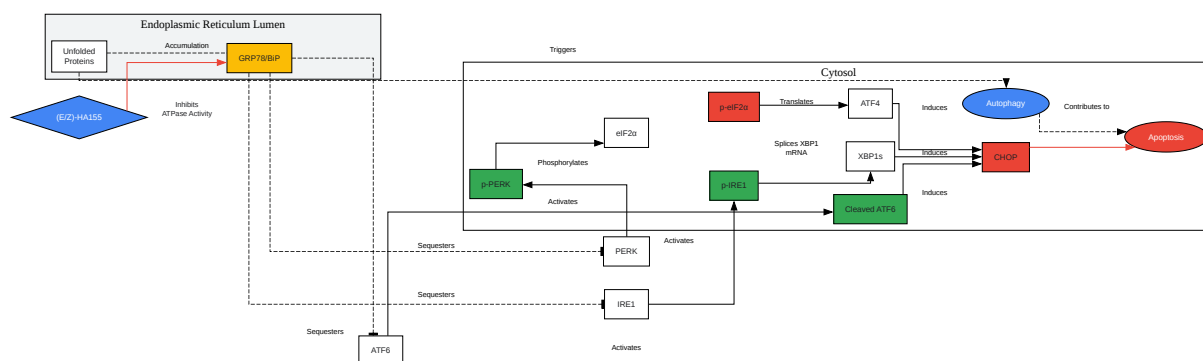 Endoplasmic Reticulum Lumen
Unfolded
Proteins
Accumulation
GRP78/BiP
(E/Z)-HA155
Inhibits
ATPase Activity
Triggers
Cytosol
p-eIF2α
Translates
ATF4
Induces
Autophagy
Contributes to
Apoptosis
eIF2α
Phosphorylates
Splices XBP1
mRNA
XBP1s
Induces
CHOP
p-PERK
p-IRE1
Activates
Cleaved ATF6
Induces
Sequesters
PERK
Activates
Sequesters
IRE1
Sequesters
ATF6
Activates